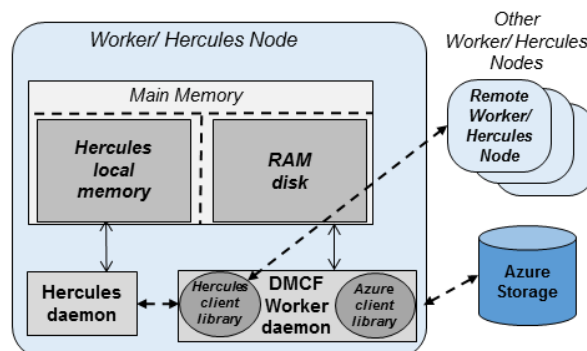 Worker/ Hercules Node
Main Memory
Hercules
local
memory
RAM
disk
Hercules
daemon
Hercules
client
library
DMCF
Worker
daemon
Azure
client
library
Other
Worker/ Hercules
Nodes
Remote
Worker/
Hercules
Node
Azure
Storage